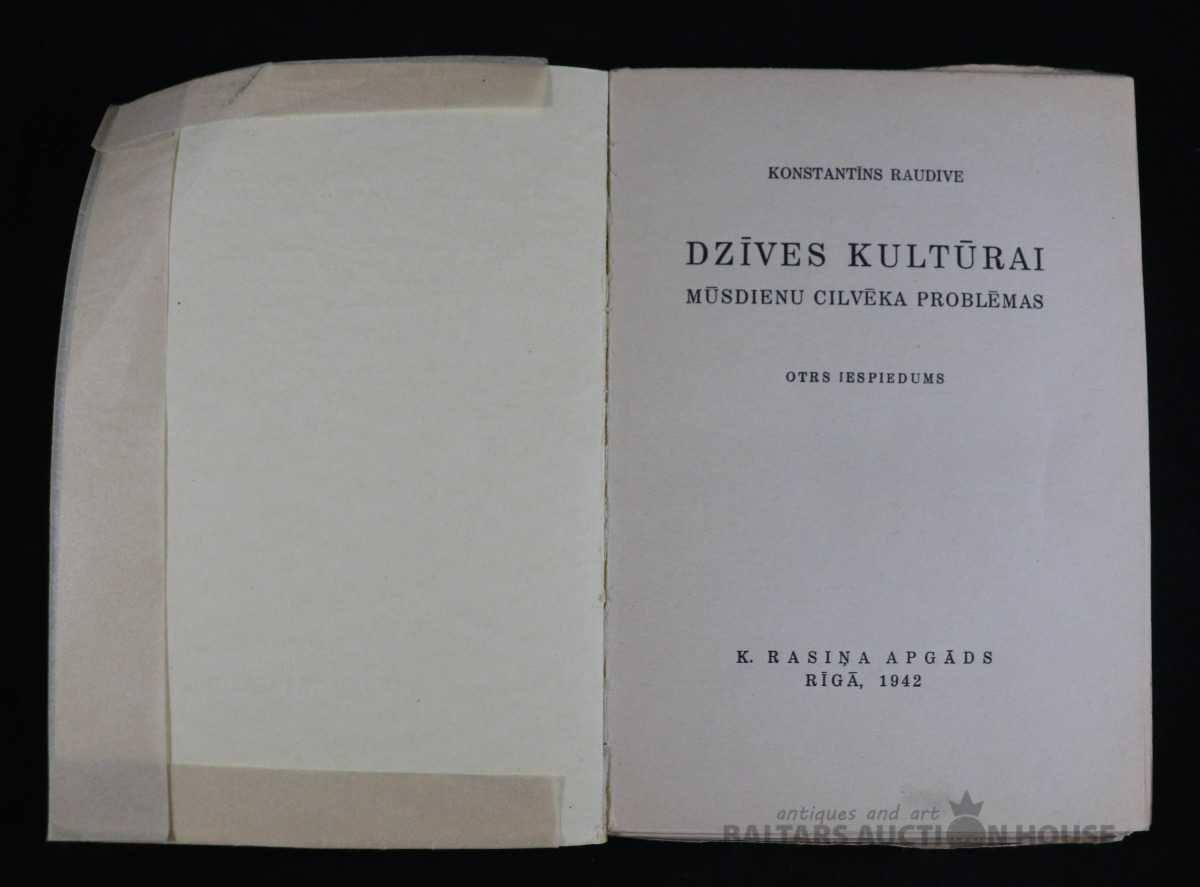 KONSTANTĪNS RAUDIVE
DZĪVES KULTŪRAI
MŪSDIENU CILVĒKA PROBLĒMAS
OTRS IESPIEDUMS
K. RASIŅA APGĀDS
RĪGĀ, 1942
antiques and art
BALTARS AUCTION HOUSE